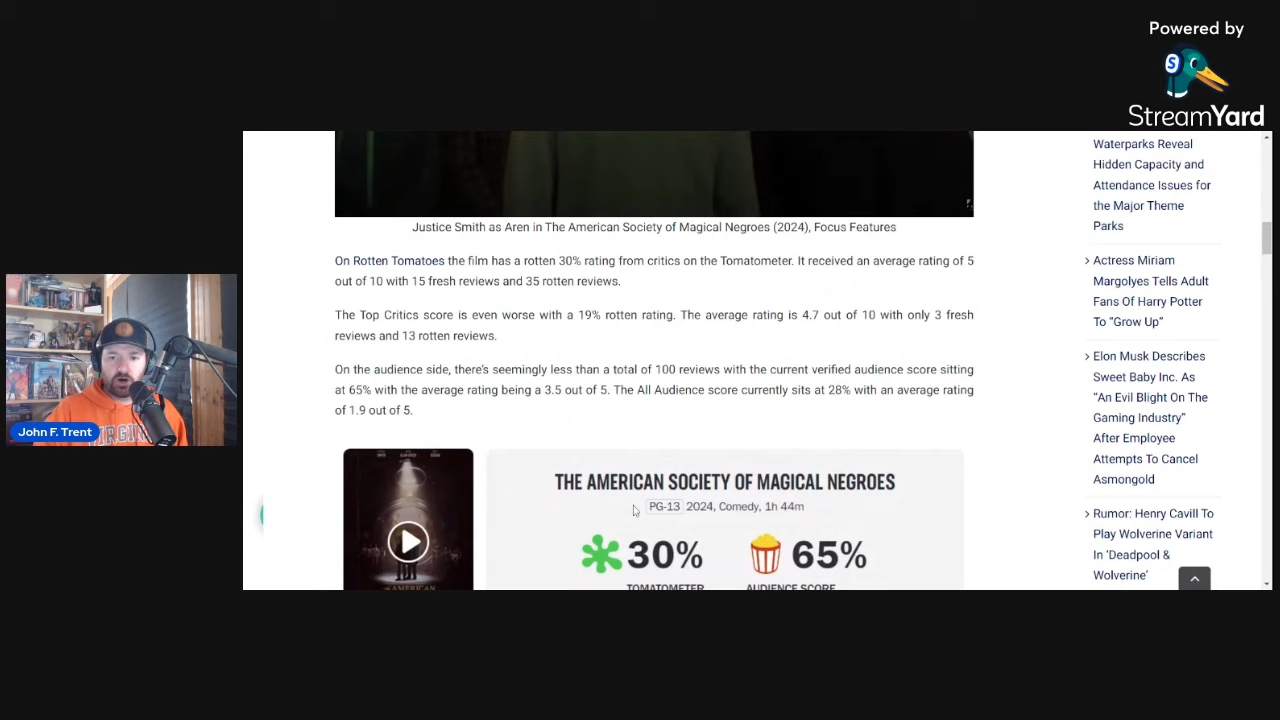 Powered by
S
StreamYard
Waterparks Reveal
Hidden Capacity and
Attendance Issues for
the Major Theme
Parks
Justice Smith as Aren in The American Society of Magical Negroes (2024), Focus Features
On Rotten Tomatoes the film has a rotten 30% rating from critics on the Tomatometer. It received an average rating of 5
out of 10 with 15 fresh reviews and 35 rotten reviews.
The Top Critics score is even worse with a 19% rotten rating. The average rating is 4.7 out of 10 with only 3 fresh
reviews and 13 rotten reviews.
On the audience side, there's seemingly less than a total of 100 reviews with the current verified audience score sitting
at 65% with the average rating being a 3.5 out of 5. The All Audience score currently sits at 28% with an average rating
of 1.9 out of 5.
THE AMERICAN SOCIETY OF MAGICAL NEGROES
PG-13 2024, Comedy, 1h 44m
30%
65%
TOMATOMETER
AUDIENCE SCORE
Actress Miriam
Margolyes Tells Adult
Fans Of Harry Potter
To “Grow Up”
Elon Musk Describes
Sweet Baby Inc. As
“An Evil Blight On The
Gaming Industry”
After Employee
Attempts To Cancel
Asmongold
Rumor: Henry Cavill To
Play Wolverine Variant
In ‘Deadpool &
Wolverine’
John F. Trent
VIRGIN